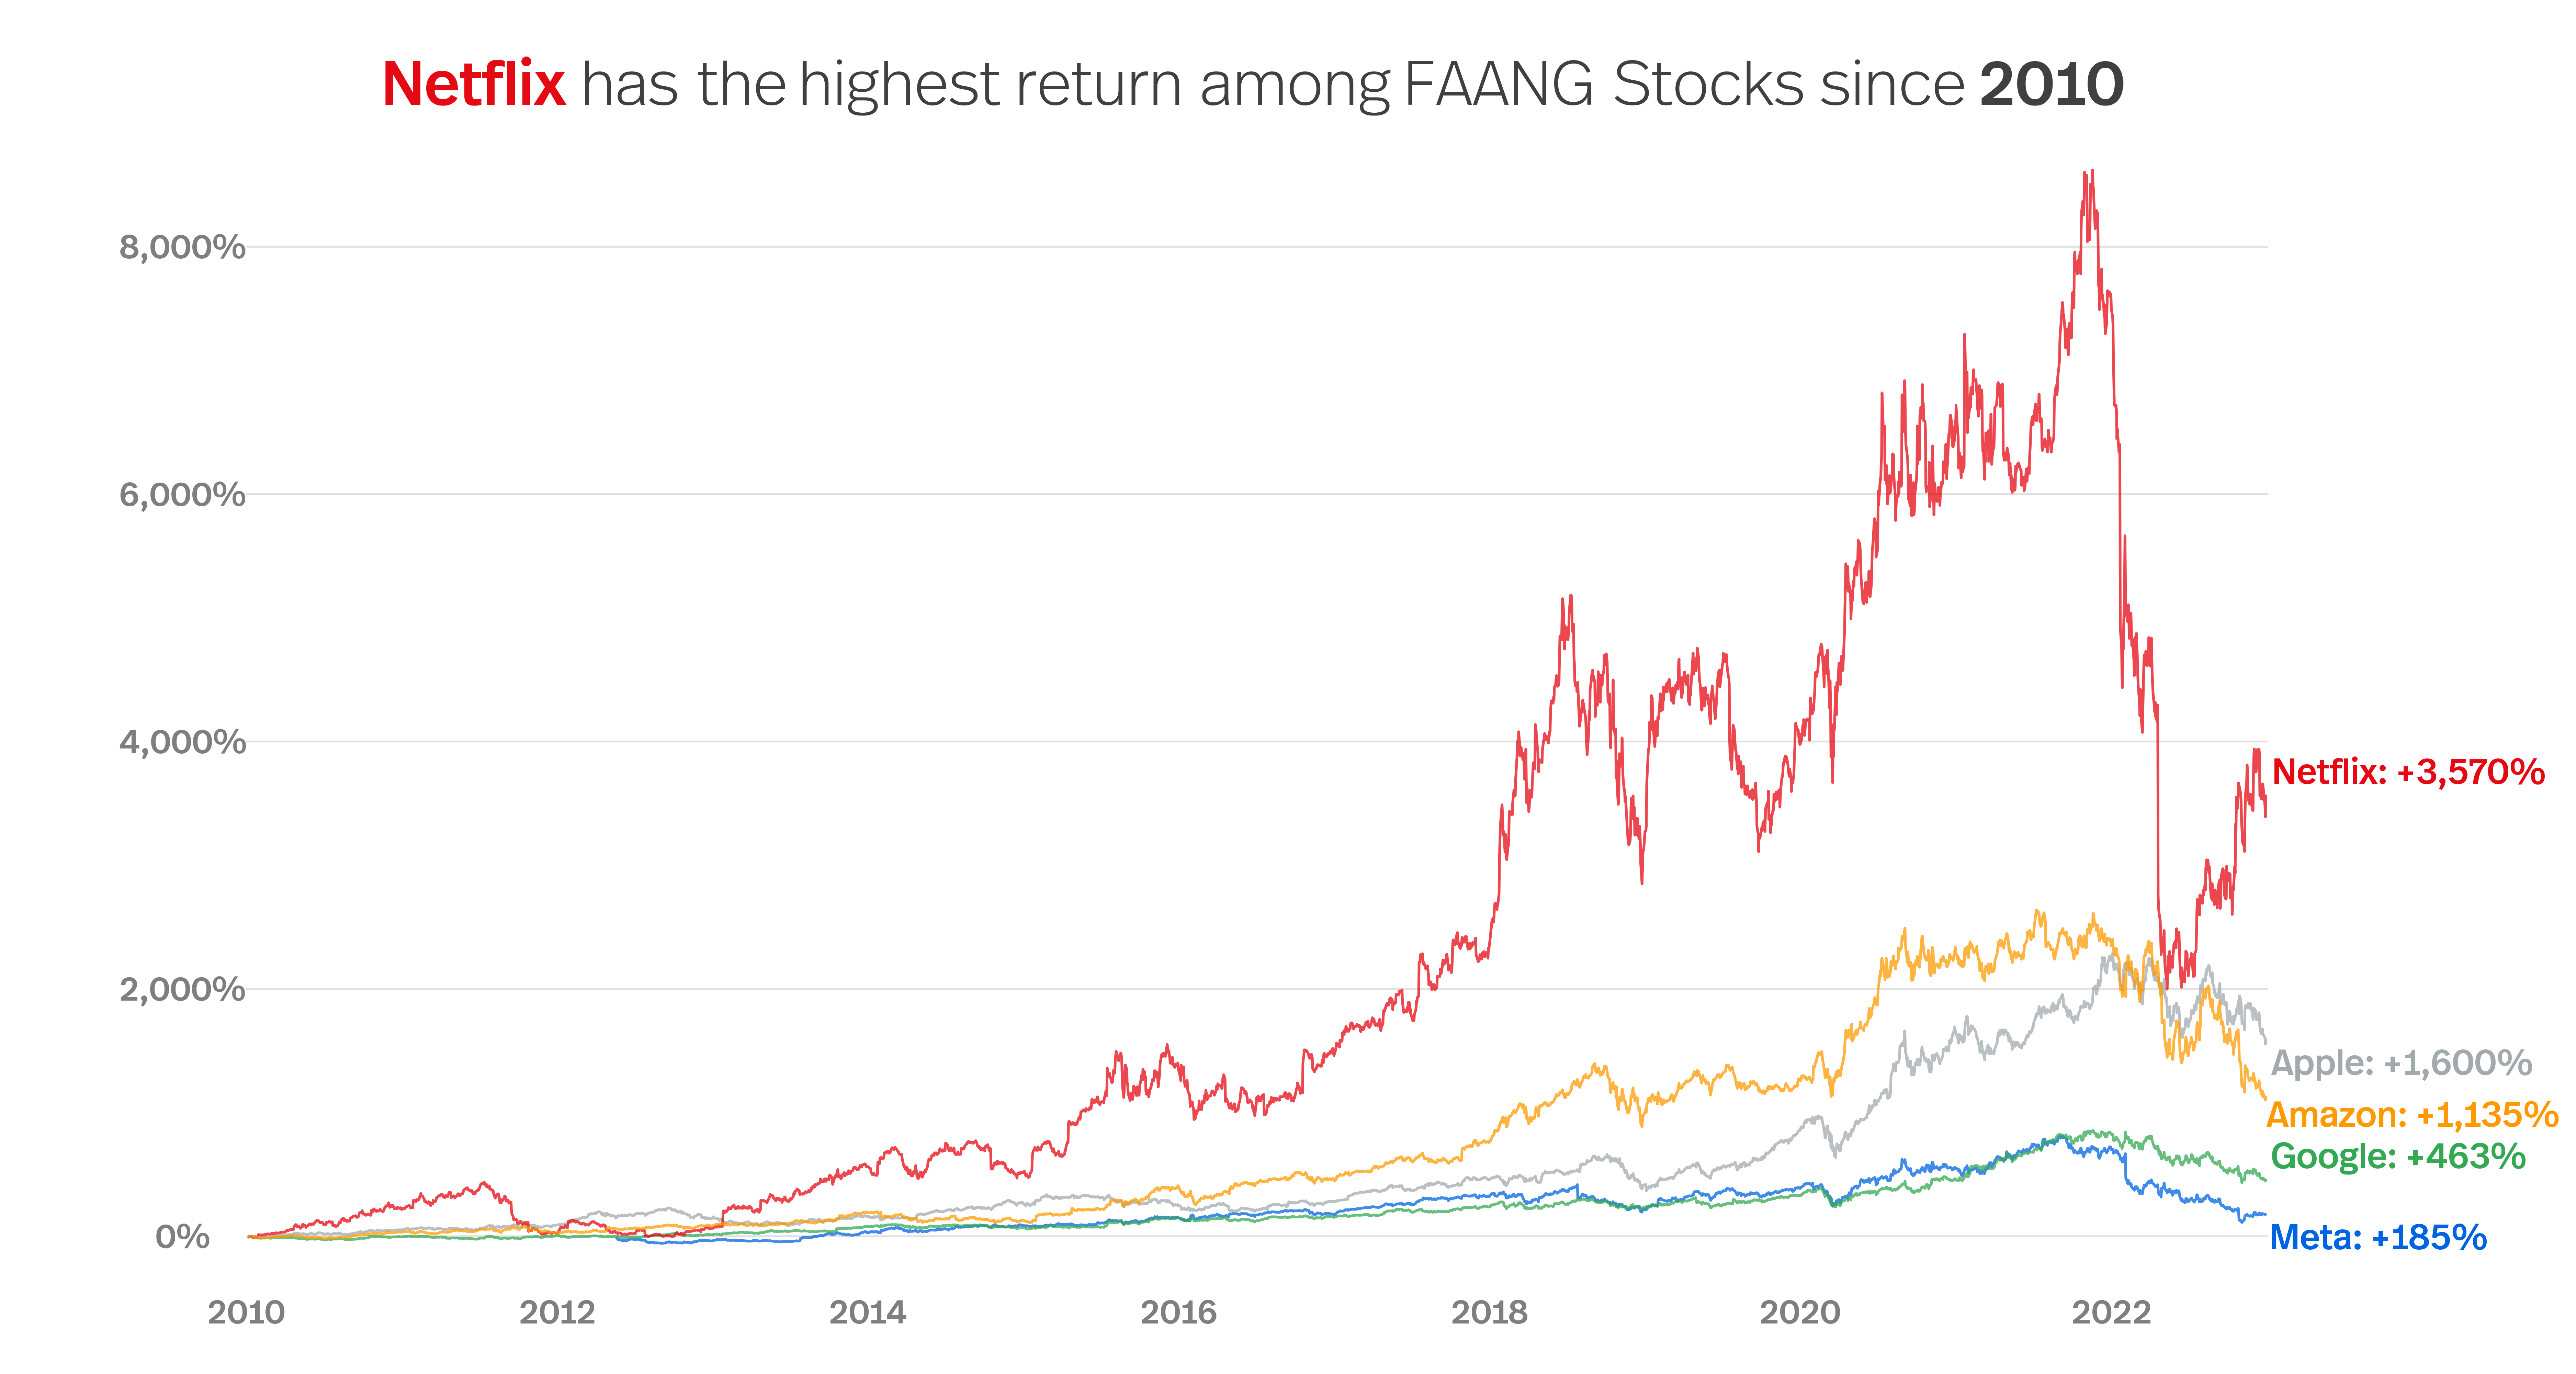 Netflix has the highest return among FAANG Stocks since 2010
8,000%
6,000%
4,000%
Netflix: +3,570%
2,000%
Apple: +1,600%
Amazon: +1,135%
Google: +463%
0%
Meta: +185%
2010 2012 2014 2016 2018 2020 2022